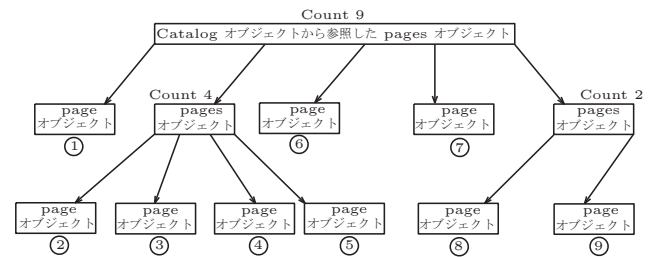 Count 9
Catalog オブジェクトから参照した pages オブジェクト
Count 4
Count 2
page
オブジェクト
①
pages
オブジェクト
page
オブジェクト
⑥
page
オブジェクト
⑦
pages
オブジェクト
page
オブジェクト
②
page
オブジェクト
③
page
オブジェクト
④
page
オブジェクト
⑤
page
オブジェクト
⑧
page
オブジェクト
⑨